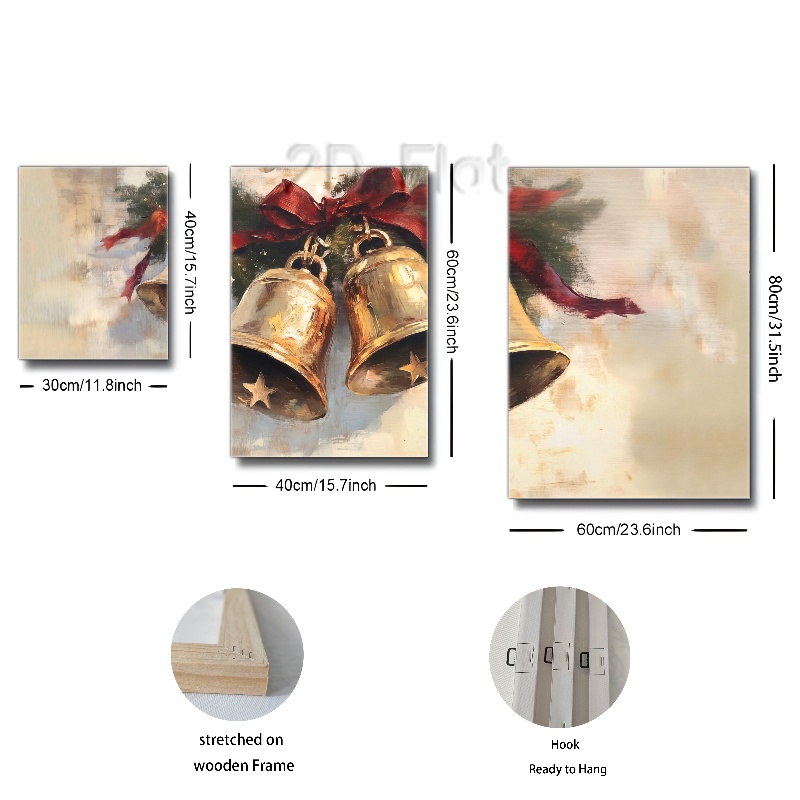 2D Flat
40cm/15.7inch
30cm/11.8inch
60cm/23.6inch
40cm/15.7inch
80cm/31.5inch
60cm/23.6inch
stretched on
wooden Frame
Hook
Ready to Hang